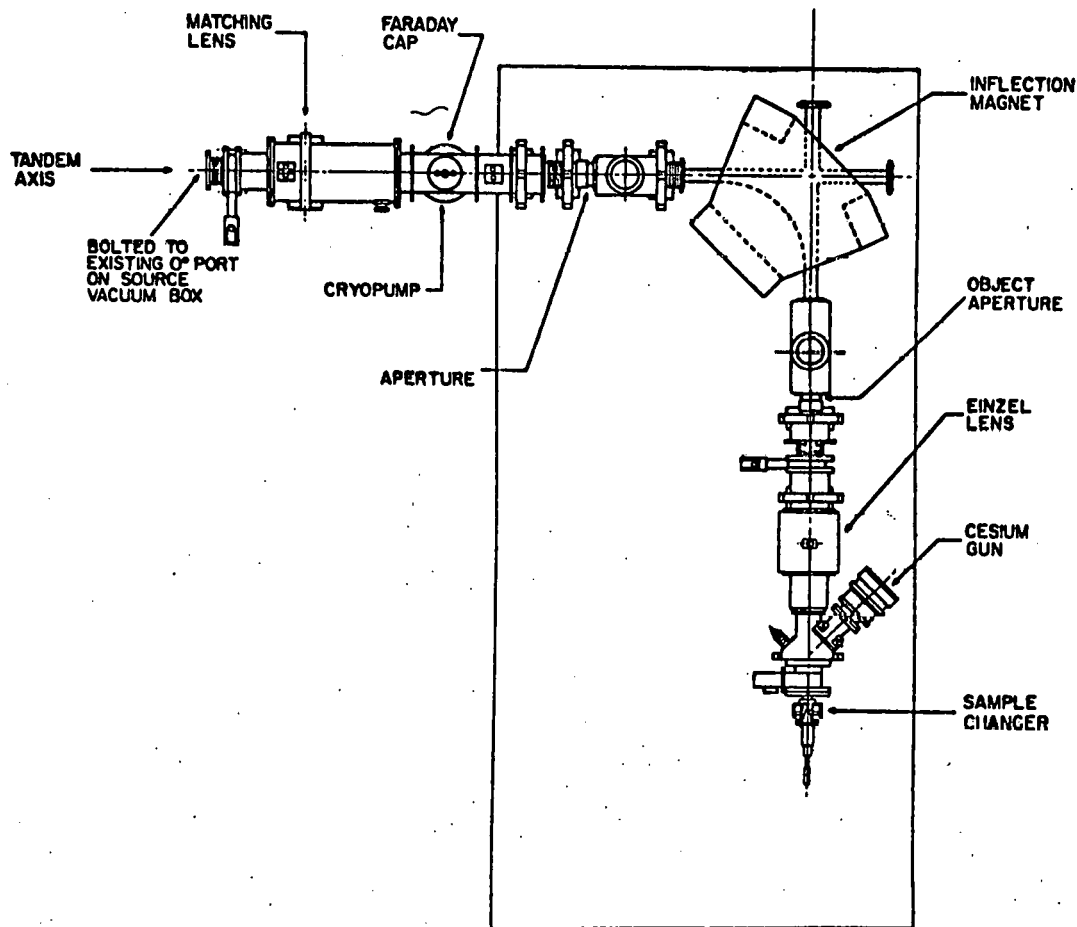 MATCHING
LENS
FARADAY
CAP
INFLECTION
MAGNET
TANDEM
AXIS
BOLTED TO
EXISTING 0° PORT
ON SOURCE
VACUUM BOX
CRYOPUMP
OBJECT
APERTURE
APERTURE
EINZEL
LENS
CESIUM
GUN
SAMPLE
CHANGER